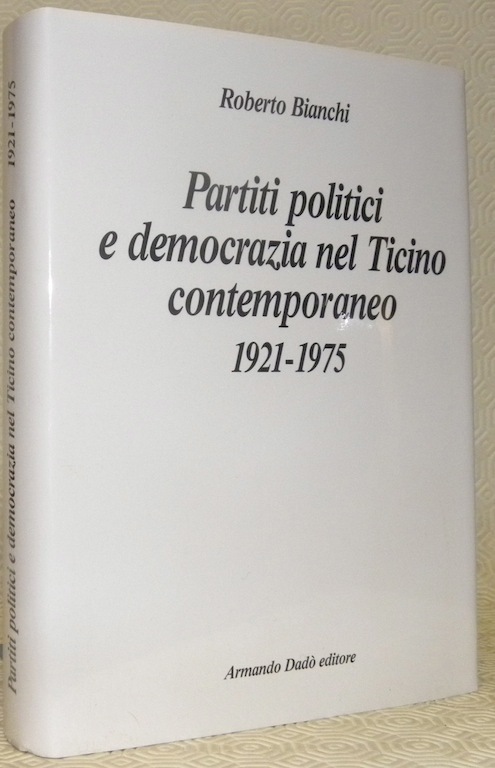 Roberto Bianchi
Partiti politici
e democrazia nel Ticino
contemporaneo
1921-1975
Armando Dadò editore
Partiti politici e democrazia nel Ticino contemporaneo 1921-1975